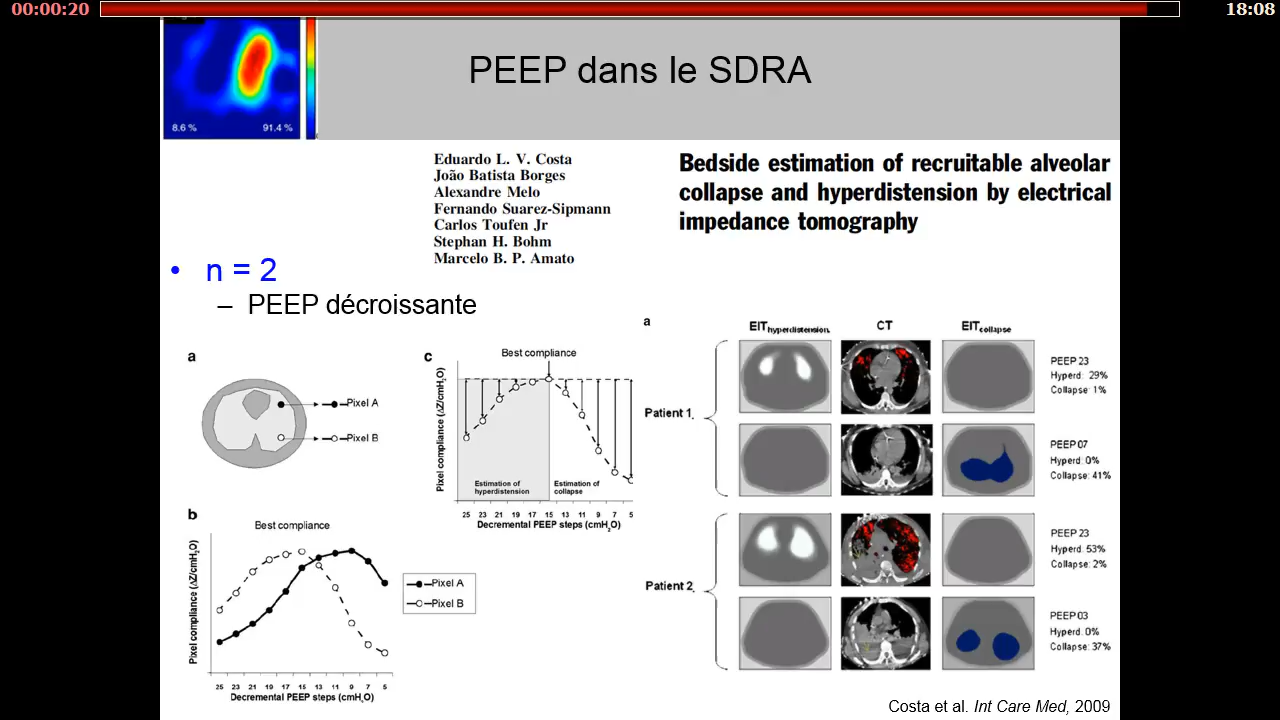 00:00:20
18:08
8.6 %
91.4 %
PEEP dans le SDRA
Eduardo L. V. Costa
João Batista Borges
Alexandre Melo
Fernando Suarez-Sipmann
Carlos Toufen Jr
Stephan H. Bohm
Marcelo B. P. Amato
Bedside estimation of recruitable alveolar
collapse and hyperdistension by electrical
impedance tomography
• n = 2
– PEEP décroissante
a
Pixel A
Pixel B
b
Best compliance
Pixel compliance (ΔZ/cmH2O)
Pixel A
Pixel B
25 23 21 19 17 15 13 11 9 7 5
Decremental PEEP steps (cmH2O)
c
Best compliance
Pixel compliance (ΔZ/cmH2O)
Estimation of
hyperdistension
Estimation of
collapse
25 23 21 19 17 15 13 11 9 7 5
Decremental PEEP steps (cmH2O)
a
EIThyperdistension
CT
EITcollapse
Patient 1
PEEP 23
Hyperd: 29%
Collapse: 1%
PEEP 07
Hyperd: 0%
Collapse: 41%
Patient 2
PEEP 23
Hyperd: 53%
Collapse: 2%
PEEP 03
Hyperd: 0%
Collapse: 37%
Costa et al. Int Care Med, 2009